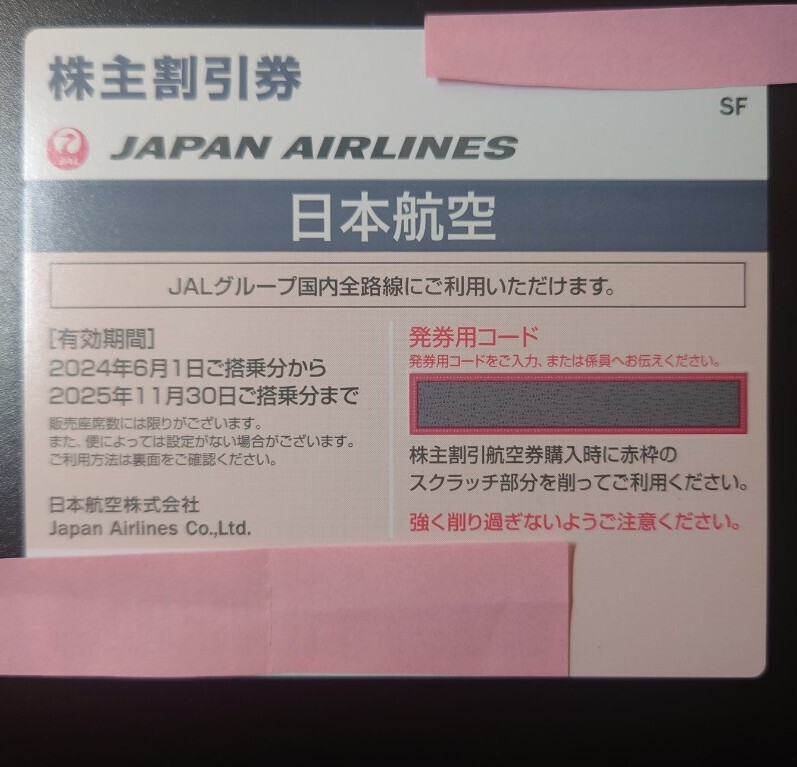 株主割引券
SF
JAL
JAPAN AIRLINES
日本航空
JALグループ国内全路線にご利用いただけます。
[有効期間]
2024年6月1日ご搭乗分から
2025年11月30日ご搭乗分まで
販売座席数には限りがございます。
また、便によっては設定がない場合がございます。
ご利用方法は裏面をご確認ください。
日本航空株式会社
Japan Airlines Co.,Ltd.
発券用コード
発券用コードをご入力、または係員へお伝えください。
株主割引航空券購入時に赤枠の
スクラッチ部分を削ってご利用ください。
強く削り過ぎないようご注意ください。